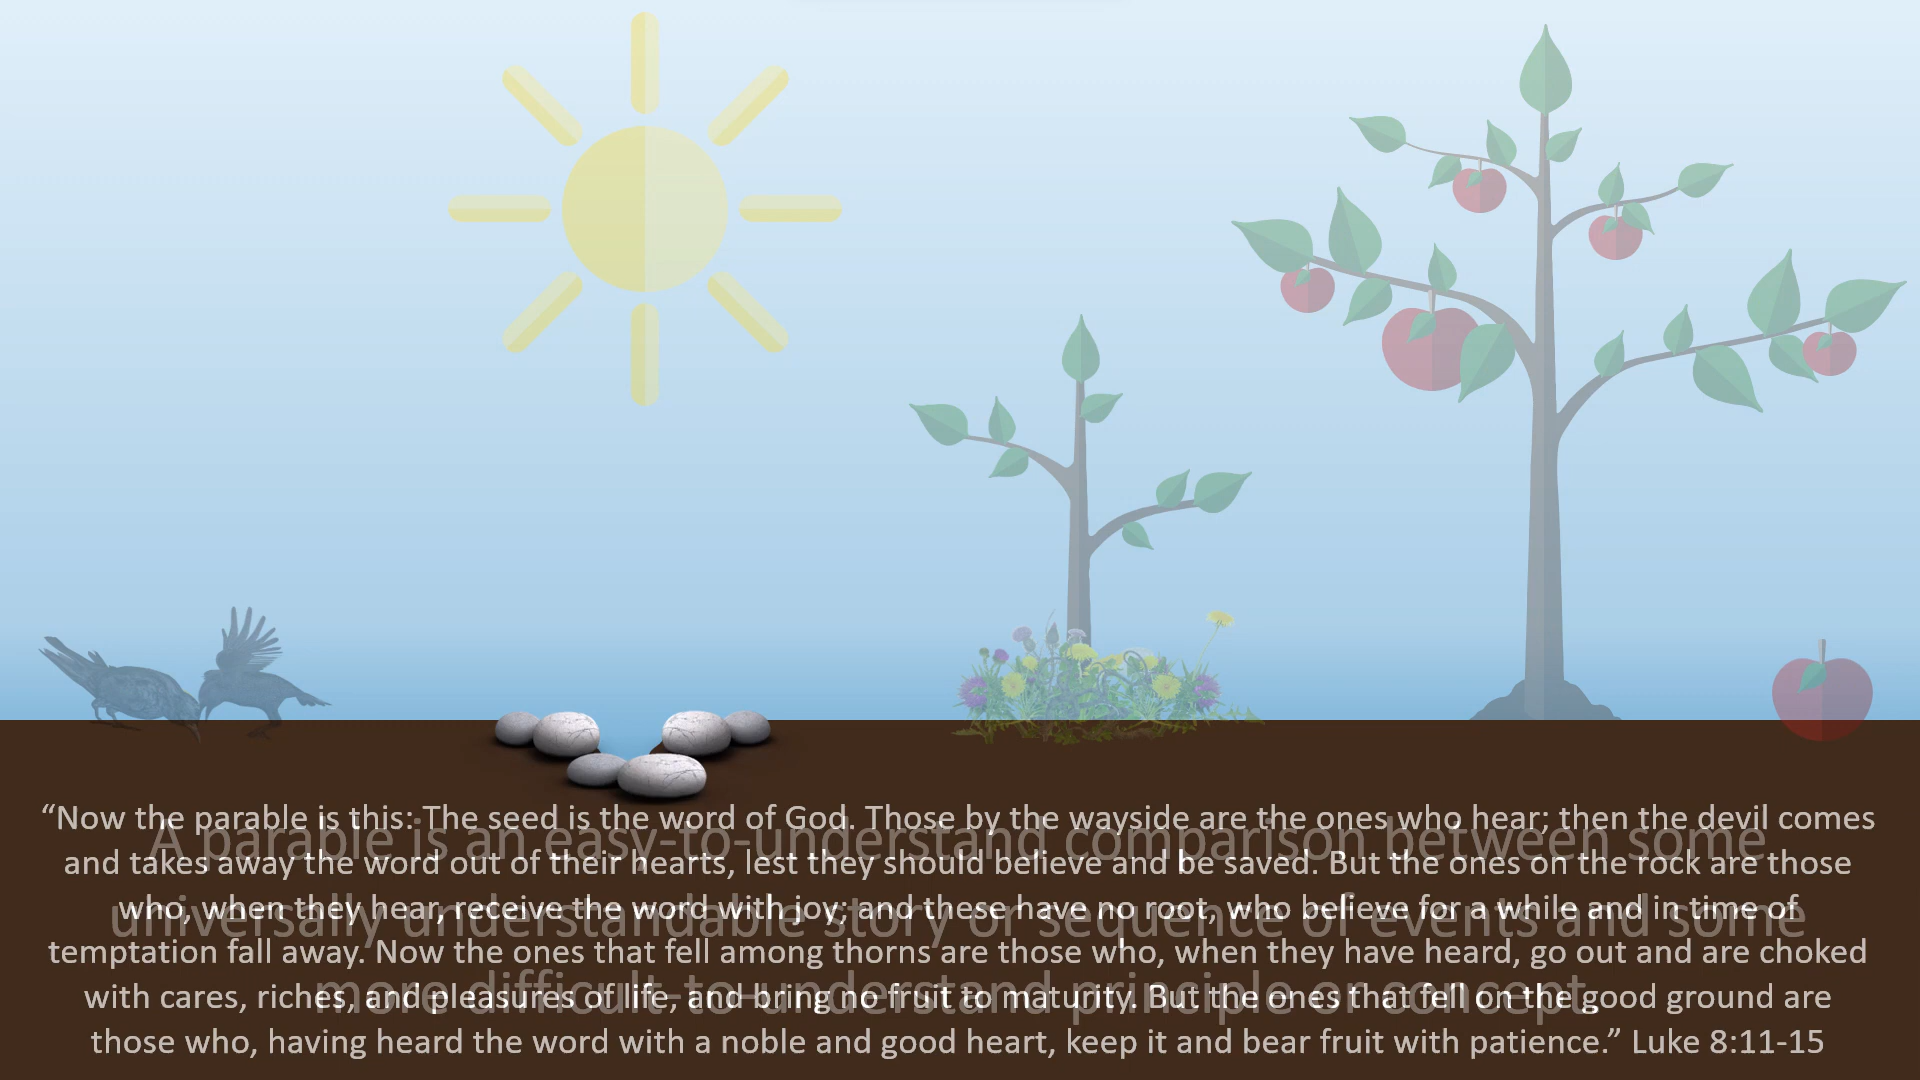 “Now the parable is this: The seed is the word of God. Those by the wayside are the ones who hear; then the devil comes
and takes away the word out of their hearts, lest they should believe and be saved. But the ones on the rock are those
who, when they hear, receive the word with joy; and these have no root, who believe for a while and in time of
temptation fall away. Now the ones that fell among thorns are those who, when they have heard, go out and are choked
with cares, riches, and pleasures of life, and bring no fruit to maturity. But the ones that fell on the good ground are
those who, having heard the word with a noble and good heart, keep it and bear fruit with patience.” Luke 8:11-15
A parable is an easy-to-understand comparison between some
universally understandable story or sequence of events and some
more difficult-to-understand principle or concept.